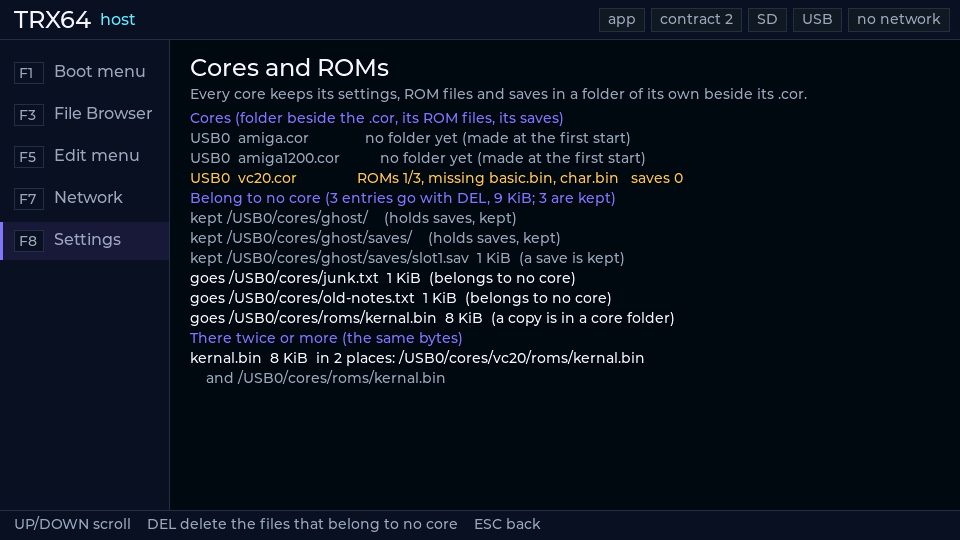 TRX64 host
app
contract 2
SD
USB
no network
F1 Boot menu
F3 File Browser
F5 Edit menu
F7 Network
F8 Settings
Cores and ROMs
Every core keeps its settings, ROM files and saves in a folder of its own beside its .cor.
Cores (folder beside the .cor, its ROM files, its saves)
USB0 amiga.cor no folder yet (made at the first start)
USB0 amiga1200.cor no folder yet (made at the first start)
USB0 vc20.cor ROMs 1/3, missing basic.bin, char.bin saves 0
Belong to no core (3 entries go with DEL, 9 KiB; 3 are kept)
kept /USB0/cores/ghost/ (holds saves, kept)
kept /USB0/cores/ghost/saves/ (holds saves, kept)
kept /USB0/cores/ghost/saves/slot1.sav 1 KiB (a save is kept)
goes /USB0/cores/junk.txt 1 KiB (belongs to no core)
goes /USB0/cores/old-notes.txt 1 KiB (belongs to no core)
goes /USB0/cores/roms/kernal.bin 8 KiB (a copy is in a core folder)
There twice or more (the same bytes)
kernal.bin 8 KiB in 2 places: /USB0/cores/vc20/roms/kernal.bin
and /USB0/cores/roms/kernal.bin
UP/DOWN scroll DEL delete the files that belong to no core ESC back